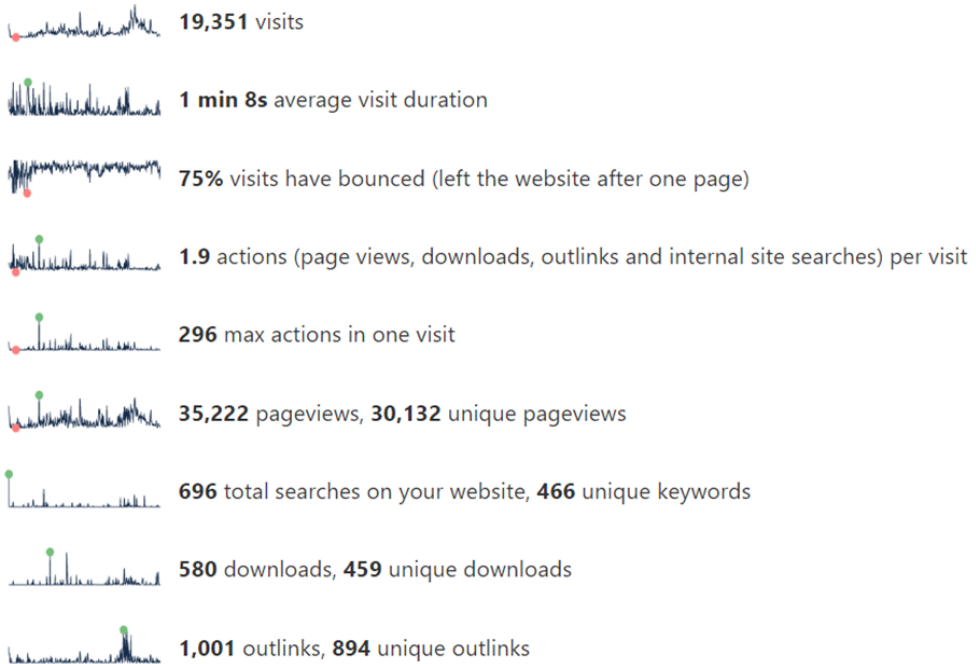 19,351 visits
1 min 8s average visit duration
75% visits have bounced (left the website after one page)
1.9 actions (page views, downloads, outlinks and internal site searches) per visit
296 max actions in one visit
35,222 pageviews, 30,132 unique pageviews
696 total searches on your website, 466 unique keywords
580 downloads, 459 unique downloads
1,001 outlinks, 894 unique outlinks